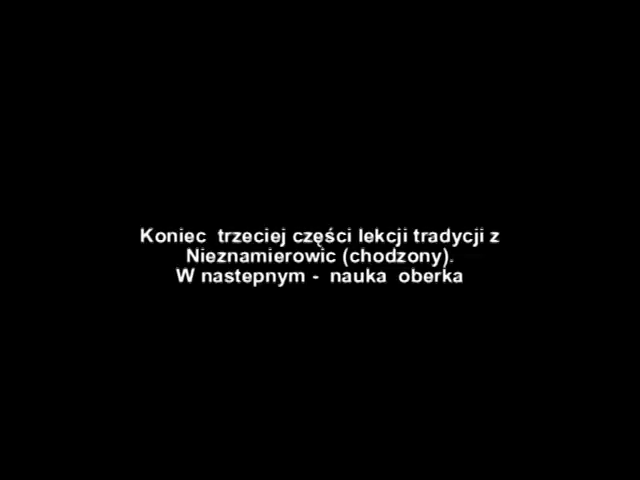 Koniec  trzeciej części lekcji tradycji z
Nieznamierowic (chodzony).
W nastepnym -  nauka  oberka